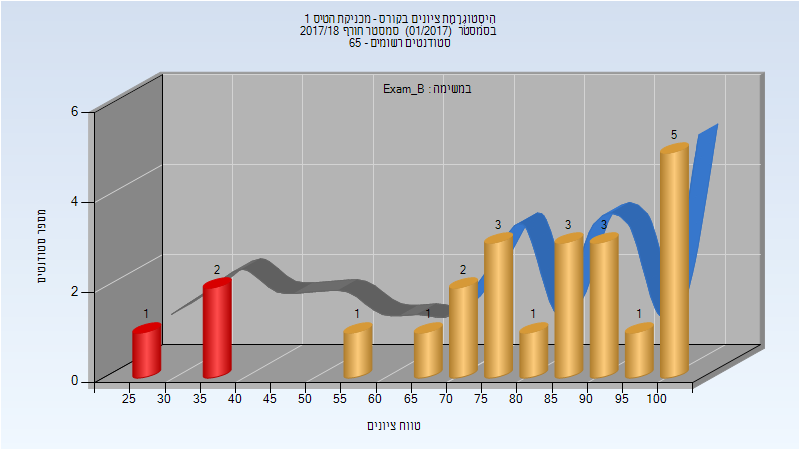 היסטוגרמת ציונים בקורס - מכניקת הטיס 1
בסמסטר (01/2017) סמסטר חורף 2017/18
סטודנטים רשומים - 65
במשימה : Exam_B
מספר סטודנטים
6
4
2
0
1
2
1
1
2
3
1
3
3
1
5
25 30 35 40 45 50 55 60 65 70 75 80 85 90 95 100
טווח ציונים